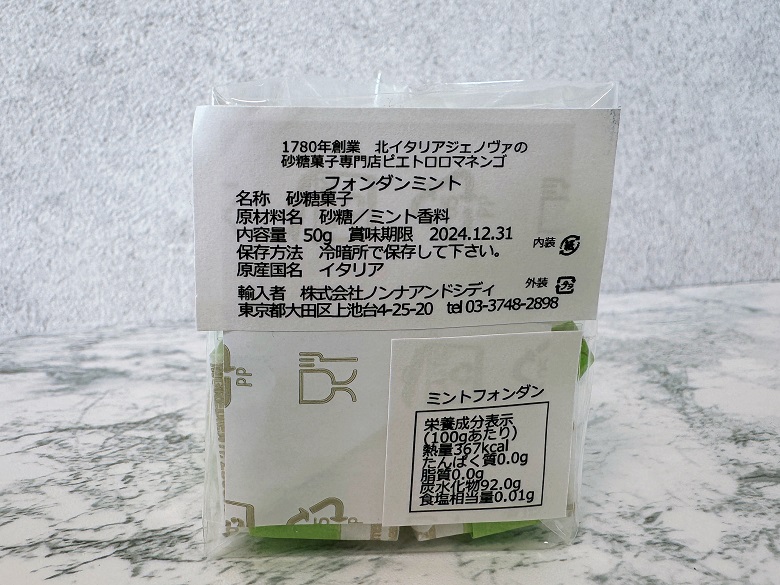 1780年創業　北イタリアジェノヴァの
砂糖菓子専門店ピエトロロマネンゴ
フォンダンミント
名称　砂糖菓子
原材料名　砂糖／ミント香料
内容量　50g　賞味期限　2024.12.31
保存方法　冷暗所で保存して下さい。
原産国名　イタリア
内装 紙
外装 プラ
輸入者　株式会社ノンナアンドシディ
東京都大田区上池台4-25-20　tel 03-3748-2898
PP
ミントフォンダン
栄養成分表示
(100gあたり)
熱量367kcal
たんぱく質0.0g
脂質0.0g
炭水化物92.0g
食塩相当量0.01g